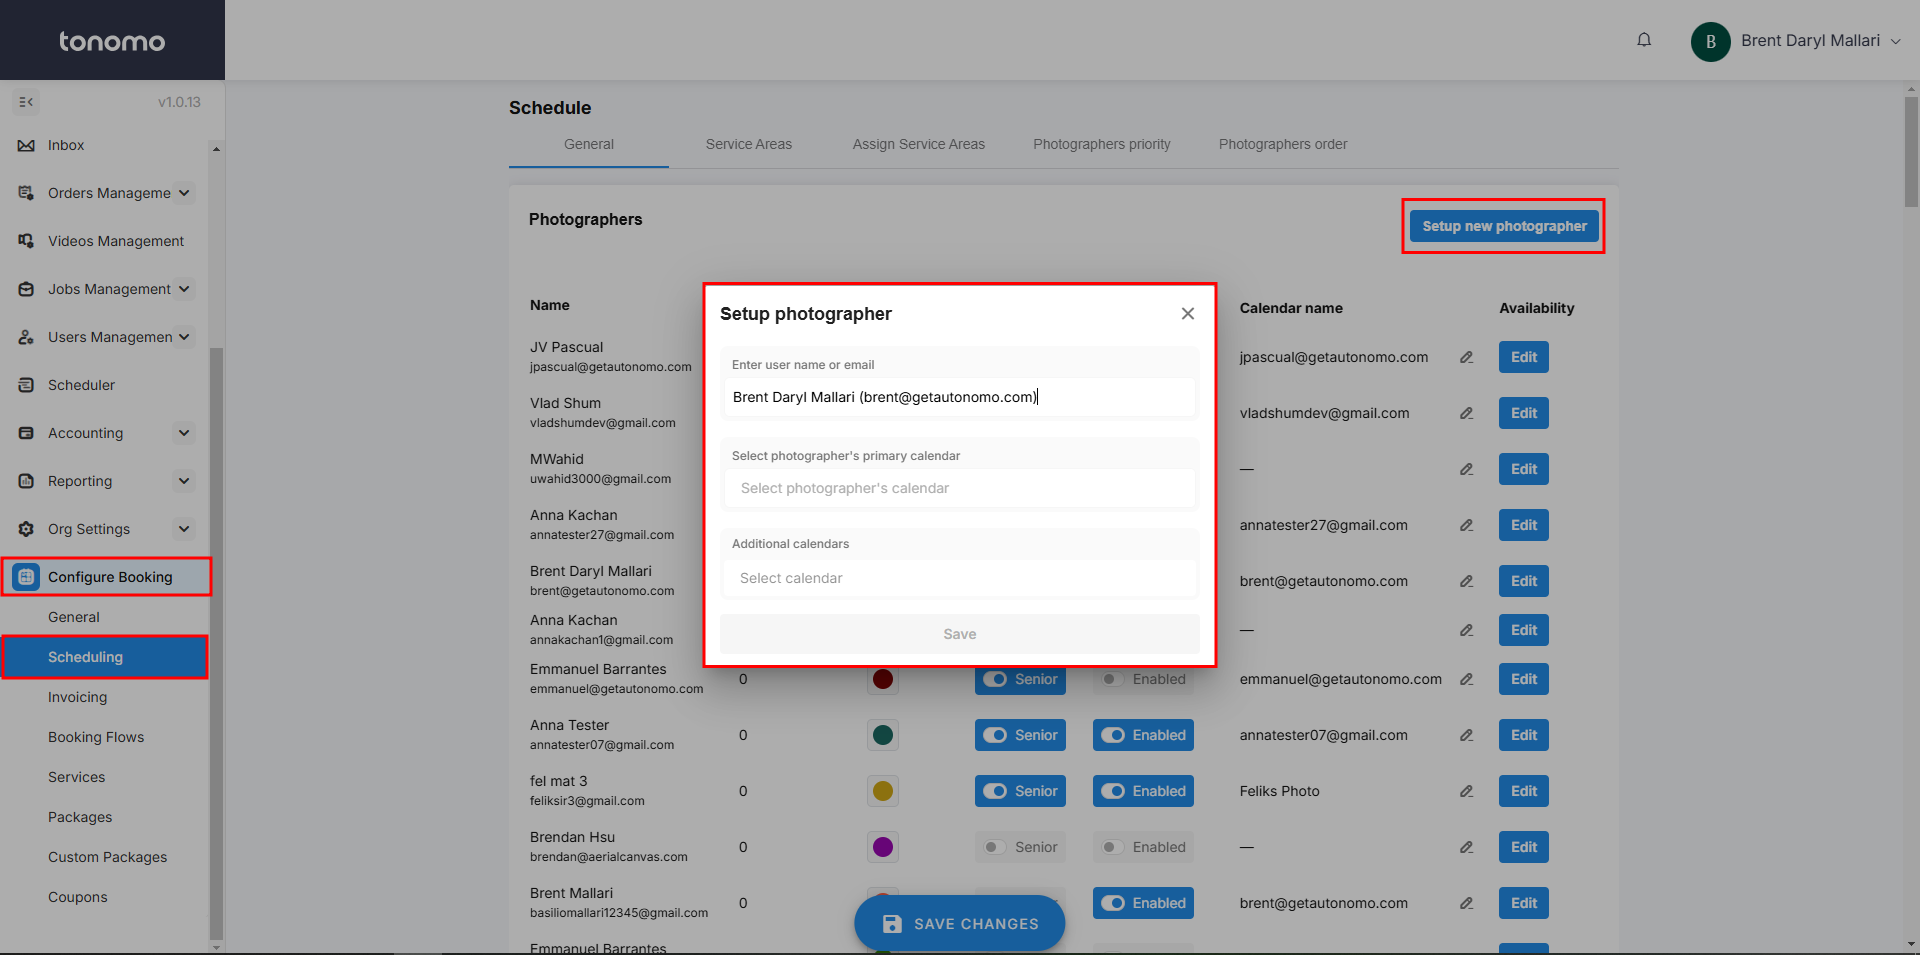 tonomo
B
Brent Daryl Mallari
v1.0.13
Inbox
Orders Manageme
Videos Management
Jobs Management
Users Managemen
Scheduler
Accounting
Reporting
Org Settings
Configure Booking
General
Scheduling
Invoicing
Booking Flows
Services
Packages
Custom Packages
Coupons
Schedule
General Service Areas Assign Service Areas Photographers priority Photographers order
Photographers
Setup new photographer
Name Calendar name Availability
JV Pascual
jpascual@getautonomo.com jpascual@getautonomo.com Edit
Vlad Shum
vladshumdev@gmail.com vladshumdev@gmail.com Edit
MWahid
uwahid3000@gmail.com — Edit
Anna Kachan
annatester27@gmail.com annatester27@gmail.com Edit
Brent Daryl Mallari
brent@getautonomo.com brent@getautonomo.com Edit
Anna Kachan
annakachan1@gmail.com — Edit
Emmanuel Barrantes
emmanuel@getautonomo.com 0 Senior Enabled emmanuel@getautonomo.com Edit
Anna Tester
annatester07@gmail.com 0 Senior Enabled annatester07@gmail.com Edit
fel mat 3
feliksir3@gmail.com 0 Senior Enabled Feliks Photo Edit
Brendan Hsu
brendan@aerialcanvas.com 0 Senior Enabled — Edit
Brent Mallari
basiliomallari12345@gmail.com 0 Enabled brent@getautonomo.com Edit
Emmanuel Barrantes
Setup photographer
Enter user name or email
Brent Daryl Mallari (brent@getautonomo.com)
Select photographer's primary calendar
Select photographer's calendar
Additional calendars
Select calendar
Save
SAVE CHANGES